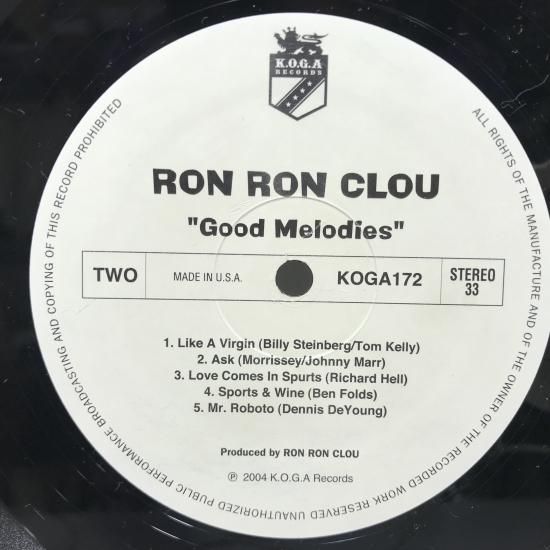 K.O.G.A
RECORDS
RON RON CLOU
"Good Melodies"
TWO
MADE IN U.S.A.
KOGA172
STEREO
33
1. Like A Virgin (Billy Steinberg/Tom Kelly)
2. Ask (Morrissey/Johnny Marr)
3. Love Comes In Spurts (Richard Hell)
4. Sports & Wine (Ben Folds)
5. Mr. Roboto (Dennis DeYoung)
Produced by RON RON CLOU
℗ 2004 K.O.G.A Records
ALL RIGHTS OF THE MANUFACTURE AND OF THE OWNER OF THE RECORDED WORK RESERVED UNAUTHORIZED PUBLIC PERFORMANCE BROADCASTING AND COPYING OF THIS RECORD PROHIBITED